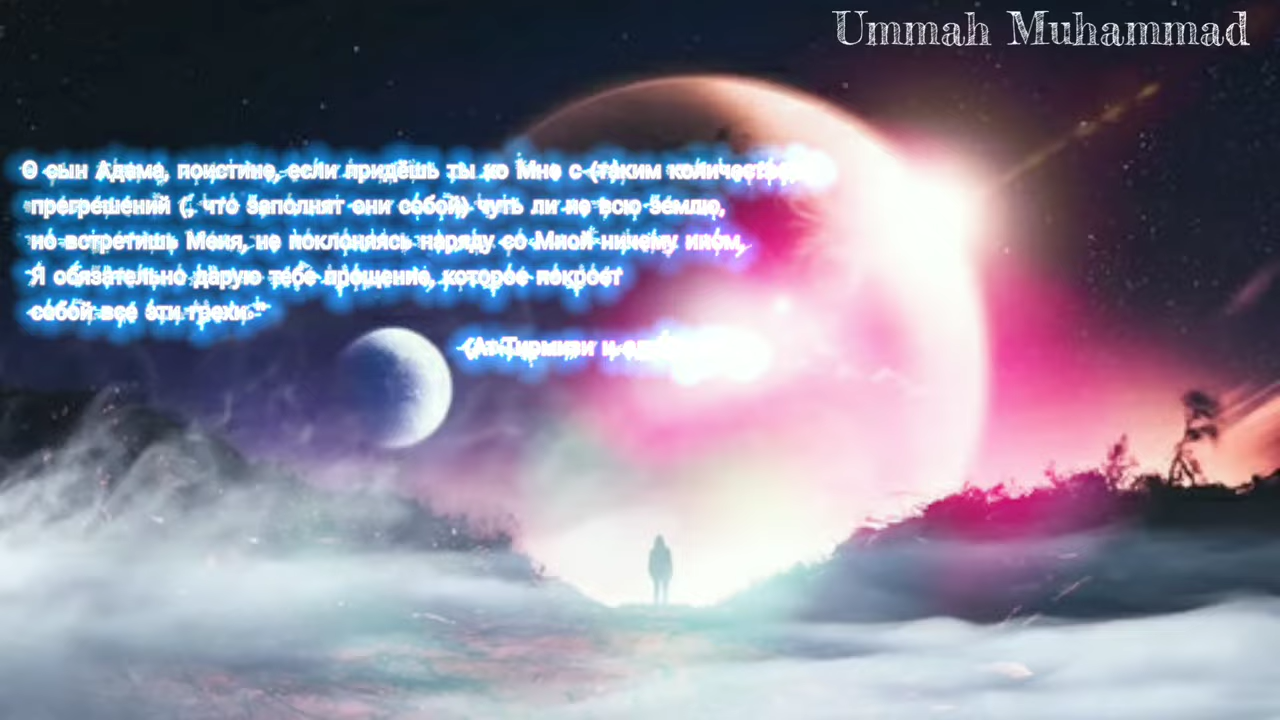 Ummah Muhammad
О сын Адама, поистине, если придёшь ты ко Мне с (таким количеством
прегрешений (, что заполнят они собой) чуть ли не всю землю,
но встретишь Меня, не поклоняясь наряду со Мной ничему ином,
Я обязательно дарую тебе прощение, которое покроет
собой все эти грехи."
(Ат-Тирмизи и